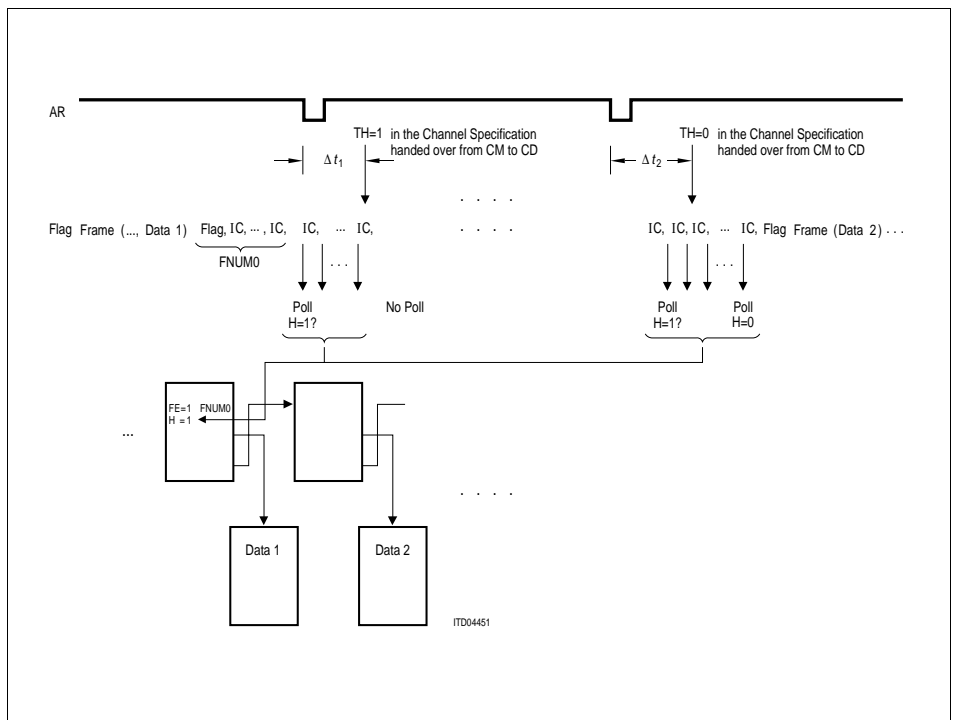 AR
TH=1 in the Channel Specification
handed over from CM to CD
TH=0 in the Channel Specification
handed over from CM to CD
Δt1
Δt2
. . . .
Flag Frame (..., Data 1) Flag, IC, ... , IC, IC, ... IC, . . . . IC, IC, IC, ... IC, Flag Frame (Data 2) . . .
FNUM0
. . .
. . .
Poll
H=1?
No Poll
Poll
H=1?
Poll
H=0
...
FE=1 FNUM0
H =1
. . . .
Data 1
Data 2
ITD04451